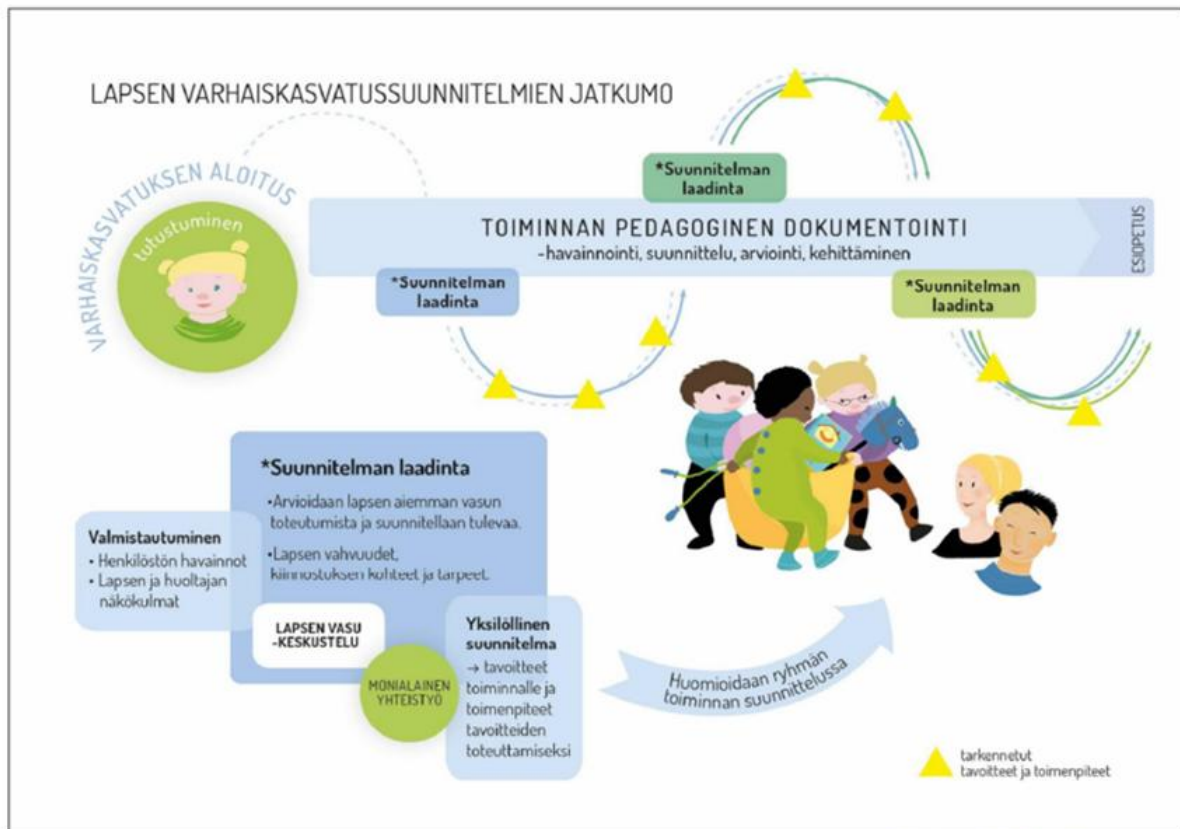 LAPSEN VARHAISKASVATUSSUUNNITELMIEN JATKUMO
VARHAISKASVATUKSEN ALOITUS
tutustuminen
*Suunnitelman
laadinta
TOIMINNAN PEDAGOGINEN DOKUMENTOINTI
-havainnointi, suunnittelu, arviointi, kehittäminen
ESIOPETUS
*Suunnitelman
laadinta
*Suunnitelman
laadinta
*Suunnitelman laadinta
•Arvioidaan lapsen aiemman vasun
toteutumista ja suunnitellaan tulevaa.
•Lapsen vahvuudet,
kiinnostuksen kohteet ja tarpeet.
Valmistautuminen
• Henkilöstön havainnot
• Lapsen ja huoltajan
näkökulmat
LAPSEN VASU
-KESKUSTELU
MONIALAINEN
YHTEISTYÖ
Yksilöllinen
suunnitelma
→ tavoitteet
toiminnalle ja
toimenpiteet
tavoitteiden
toteuttamiseksi
Huomioidaan ryhmän
toiminnan suunnittelussa
tarkennetut
tavoitteet ja toimenpiteet